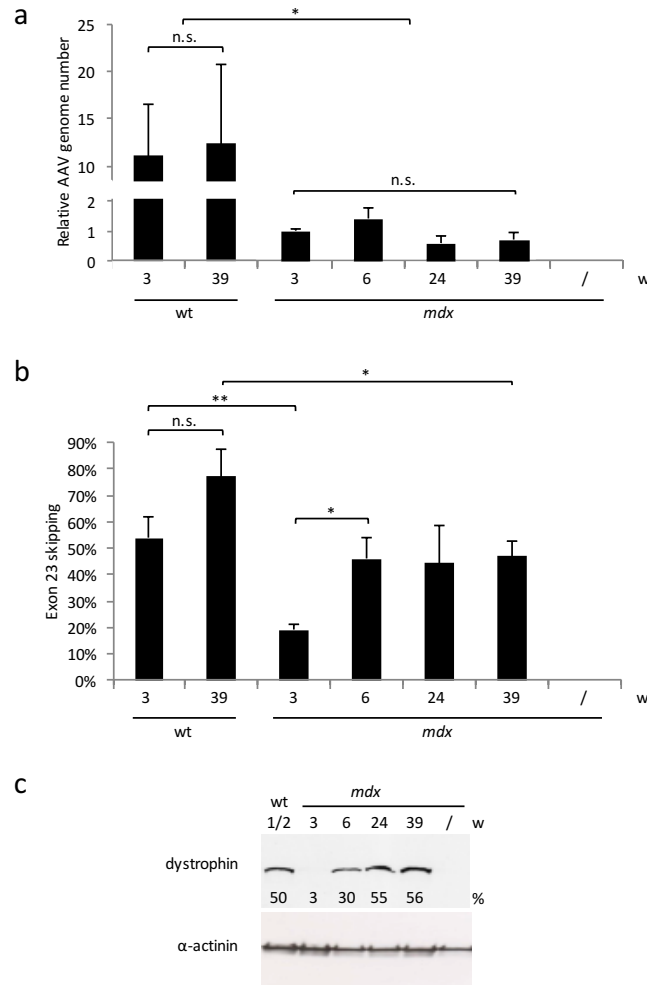 a
*
n.s.
n.s.
25
20
15
10
2
1
0
Relative AAV genome number
3 39 3 6 24 39 / w
wt mdx
b
*
**
n.s.
*
90%
80%
70%
60%
50%
40%
30%
20%
10%
0%
Exon 23 skipping
3 39 3 6 24 39 / w
wt mdx
c
wt mdx
1/2 3 6 24 39 / w
dystrophin
50 3 30 55 56 %
α-actinin